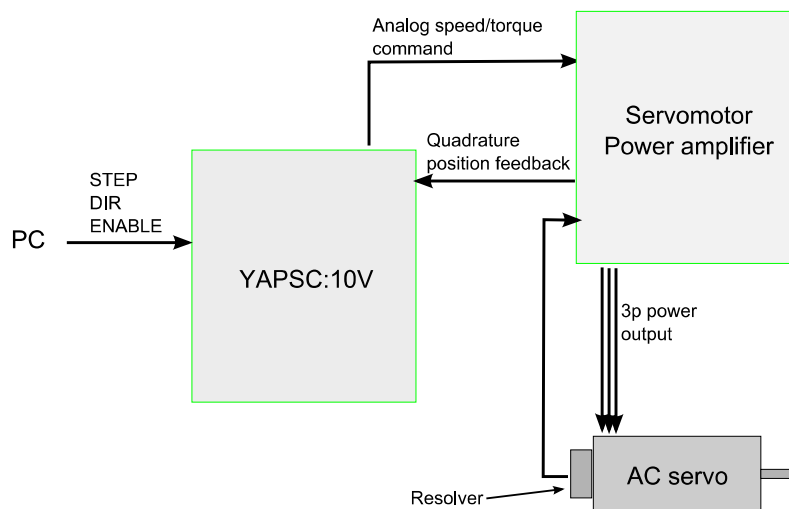 Analog speed/torque
command
Servomotor
Power amplifier
Quadrature
position feedback
STEP
DIR
ENABLE
PC
YAPSC:10V
3p power
output
AC servo
Resolver